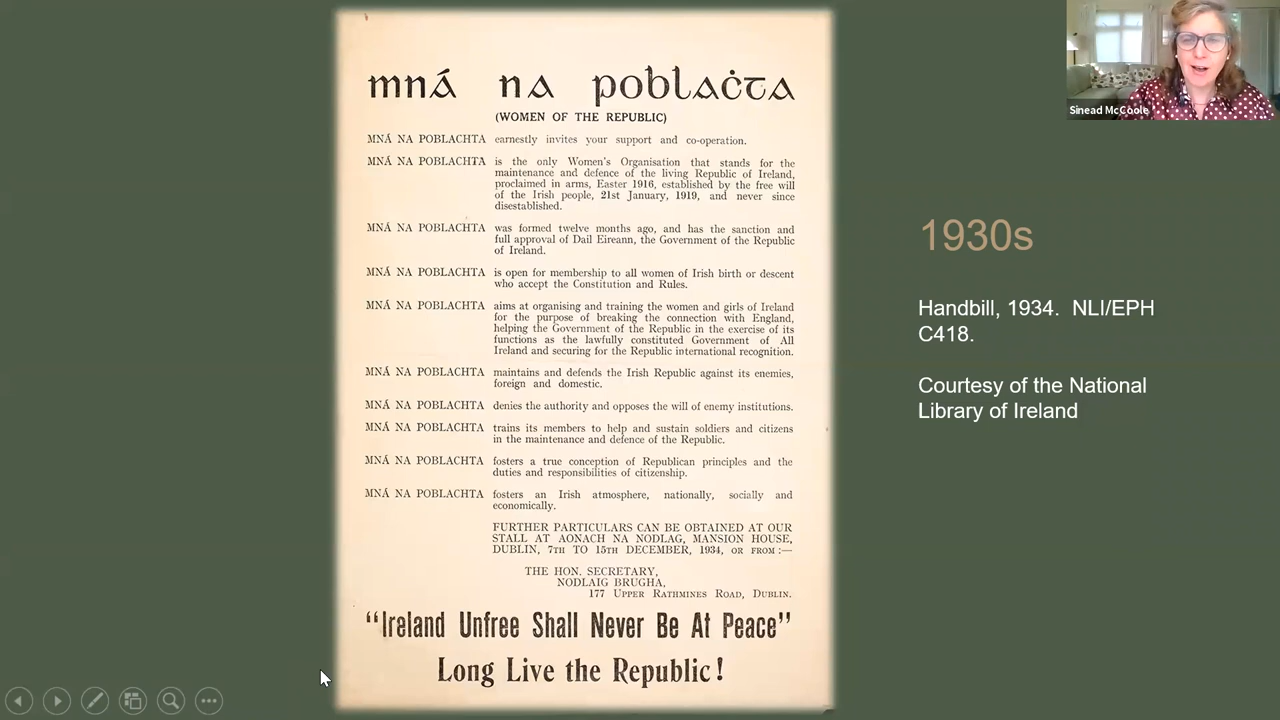 mná na poblaċta
(WOMEN OF THE REPUBLIC)
MNÁ NA POBLACHTA earnestly invites your support and co-operation.
MNÁ NA POBLACHTA is the only Women's Organisation that stands for the
maintenance and defence of the living Republic of Ireland,
proclaimed in arms, Easter 1916, established by the free will
of the Irish people, 21st January, 1919, and never since
disestablished.
MNÁ NA POBLACHTA was formed twelve months ago, and has the sanction and
full approval of Dail Eireann, the Government of the Republic
of Ireland.
MNÁ NA POBLACHTA is open for membership to all women of Irish birth or descent
who accept the Constitution and Rules.
MNÁ NA POBLACHTA aims at organising and training the women and girls of Ireland
for the purpose of breaking the connection with England,
helping the Government of the Republic in the exercise of its
functions as the lawfully constituted Government of All
Ireland and securing for the Republic international recognition.
MNÁ NA POBLACHTA maintains and defends the Irish Republic against its enemies,
foreign and domestic.
MNÁ NA POBLACHTA denies the authority and opposes the will of enemy institutions.
MNÁ NA POBLACHTA trains its members to help and sustain soldiers and citizens
in the maintenance and defence of the Republic.
MNÁ NA POBLACHTA fosters a true conception of Republican principles and the
duties and responsibilities of citizenship.
MNÁ NA POBLACHTA fosters an Irish atmosphere, nationally, socially and
economically.
FURTHER PARTICULARS CAN BE OBTAINED AT OUR
STALL AT AONACH NA NODLAG, MANSION HOUSE,
DUBLIN, 7TH TO 15TH DECEMBER, 1934, OR FROM :—
THE HON. SECRETARY,
NODLAIG BRUGHA,
177 UPPER RATHMINES ROAD, DUBLIN.
"Ireland Unfree Shall Never Be At Peace"
Long Live the Republic!
1930s
Handbill, 1934. NLI/EPH
C418.
Courtesy of the National
Library of Ireland
Sinead McCoole